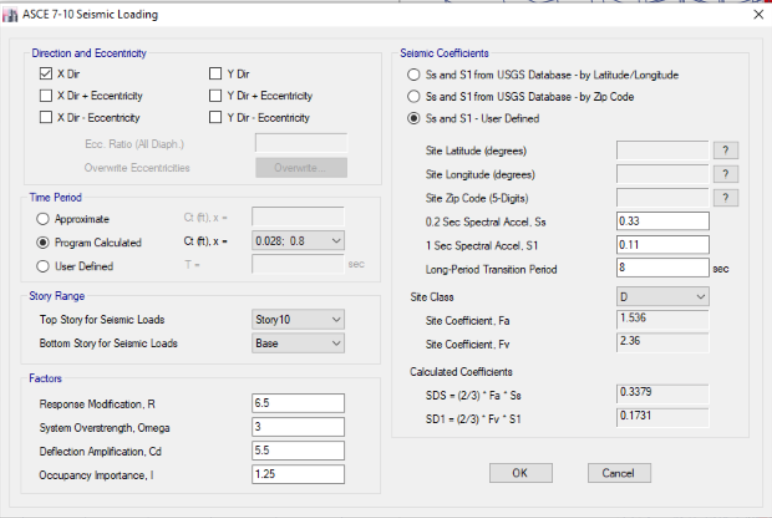 ASCE 7-10 Seismic Loading
Direction and Eccentricity
X Dir
Y Dir
X Dir + Eccentricity
Y Dir + Eccentricity
X Dir - Eccentricity
Y Dir - Eccentricity
Ecc. Ratio (All Diaph.)
Overwrite Eccentricities
Overwrite...
Time Period
Approximate
Ct (ft), x =
Program Calculated
Ct (ft), x =
0.028; 0.8
User Defined
T =
sec
Story Range
Top Story for Seismic Loads
Story10
Bottom Story for Seismic Loads
Base
Factors
Response Modification, R
6.5
System Overstrength, Omega
3
Deflection Amplification, Cd
5.5
Occupancy Importance, I
1.25
Seismic Coefficients
Ss and S1 from USGS Database - by Latitude/Longitude
Ss and S1 from USGS Database - by Zip Code
Ss and S1 - User Defined
Site Latitude (degrees)
?
Site Longitude (degrees)
?
Site Zip Code (5-Digits)
?
0.2 Sec Spectral Accel, Ss
0.33
1 Sec Spectral Accel, S1
0.11
Long-Period Transition Period
8
sec
Site Class
D
Site Coefficient, Fa
1.536
Site Coefficient, Fv
2.36
Calculated Coefficients
SDS = (2/3) * Fa * Ss
0.3379
SD1 = (2/3) * Fv * S1
0.1731
OK
Cancel